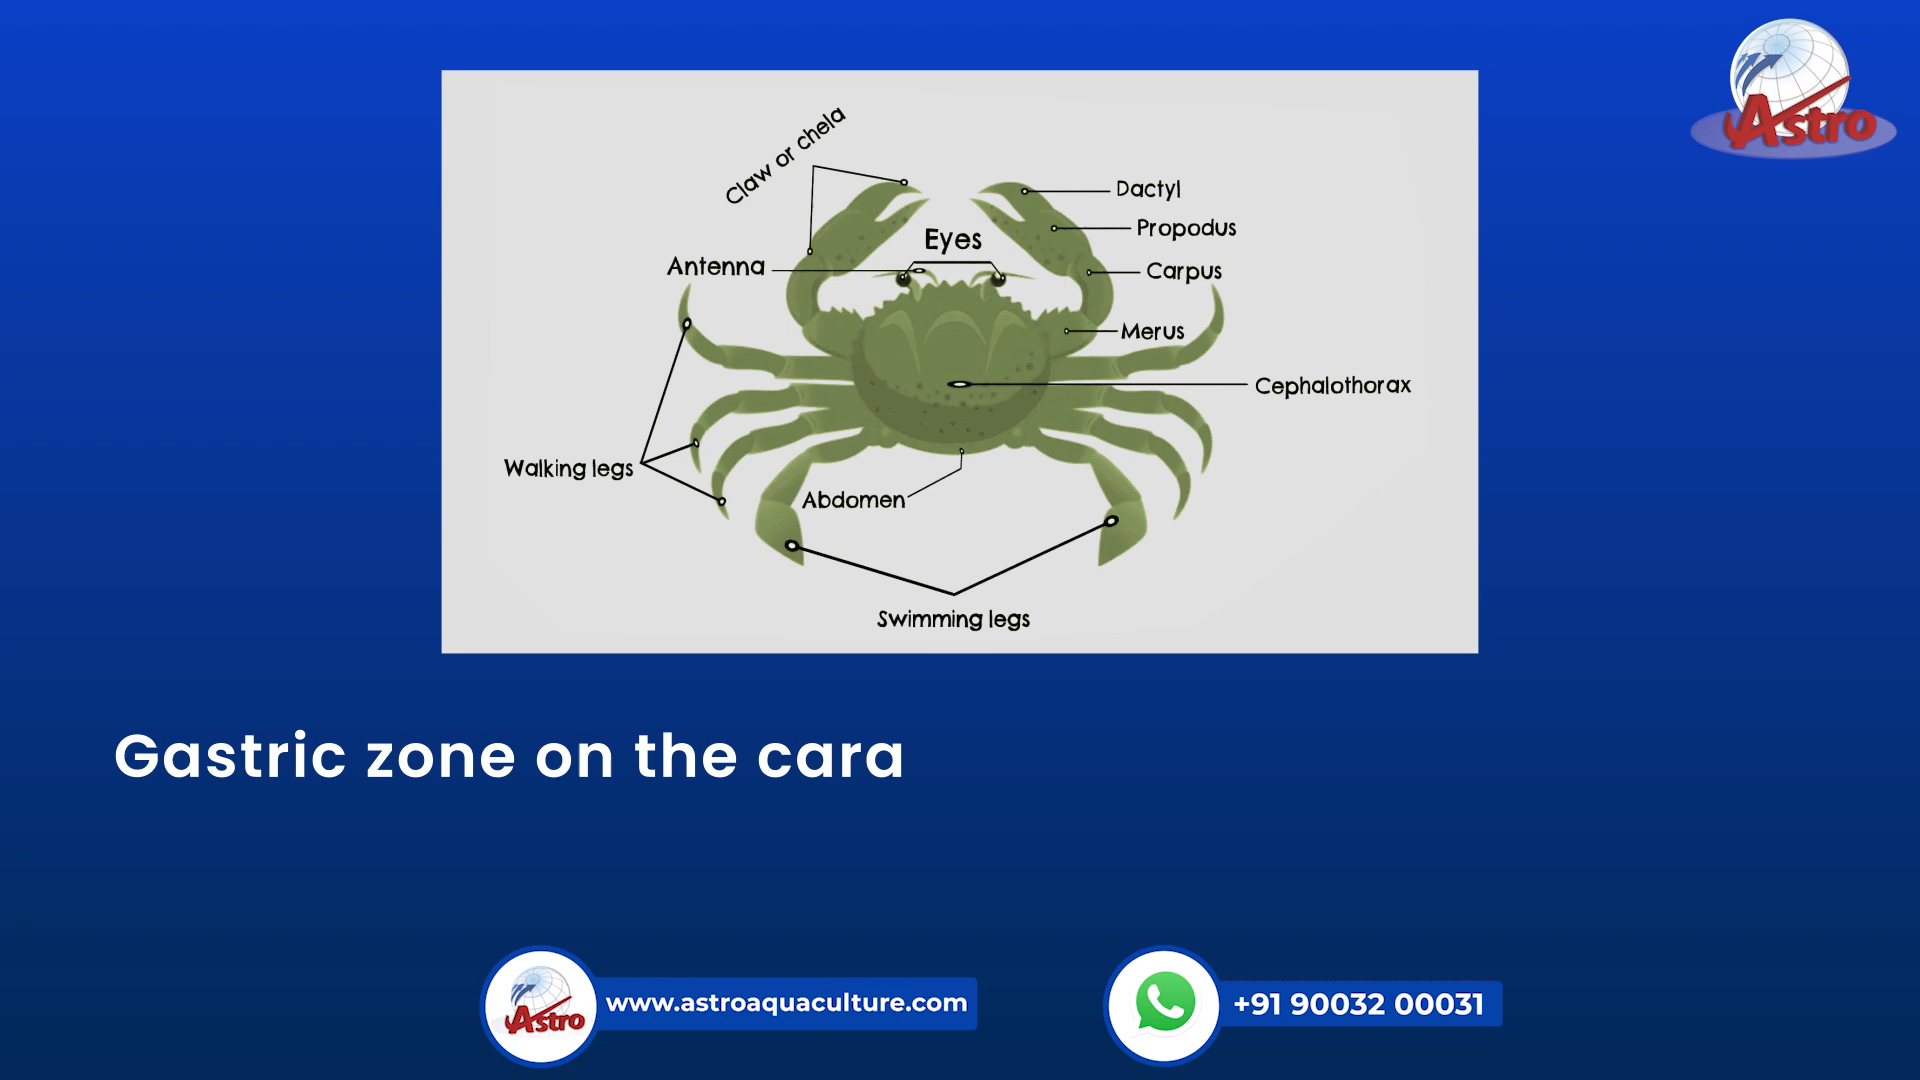 Astro
Claw or chela
Dactyl
Propodus
Eyes
Antenna
Carpus
Merus
Cephalothorax
Walking legs
Abdomen
Swimming legs
Gastric zone on the cara
Astro
www.astroaquaculture.com
+91 90032 00031